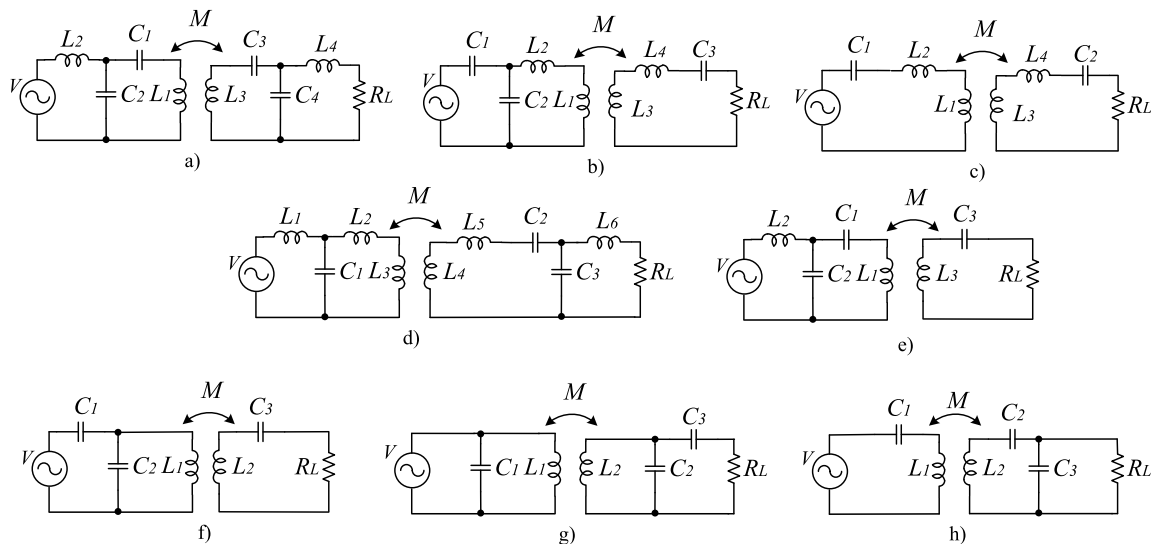 M
L2 C1 C3 L4
V C2 L1 L3 C4 RL
a)
M
C1 L2 L4 C3
V C2 L1 L3 RL
b)
M
C1 L2 L4 C2
V L1 L3 RL
c)
M
L1 L2 L5 C2 L6
V C1 L3 L4 C3 RL
d)
M
L2 C1 C3
V C2 L1 L3 RL
e)
M
C1 C3
V C2 L1 L2 RL
f)
M
C3
V C1 L1 L2 C2 RL
g)
M
C1 C2
V L1 L2 C3 RL
h)